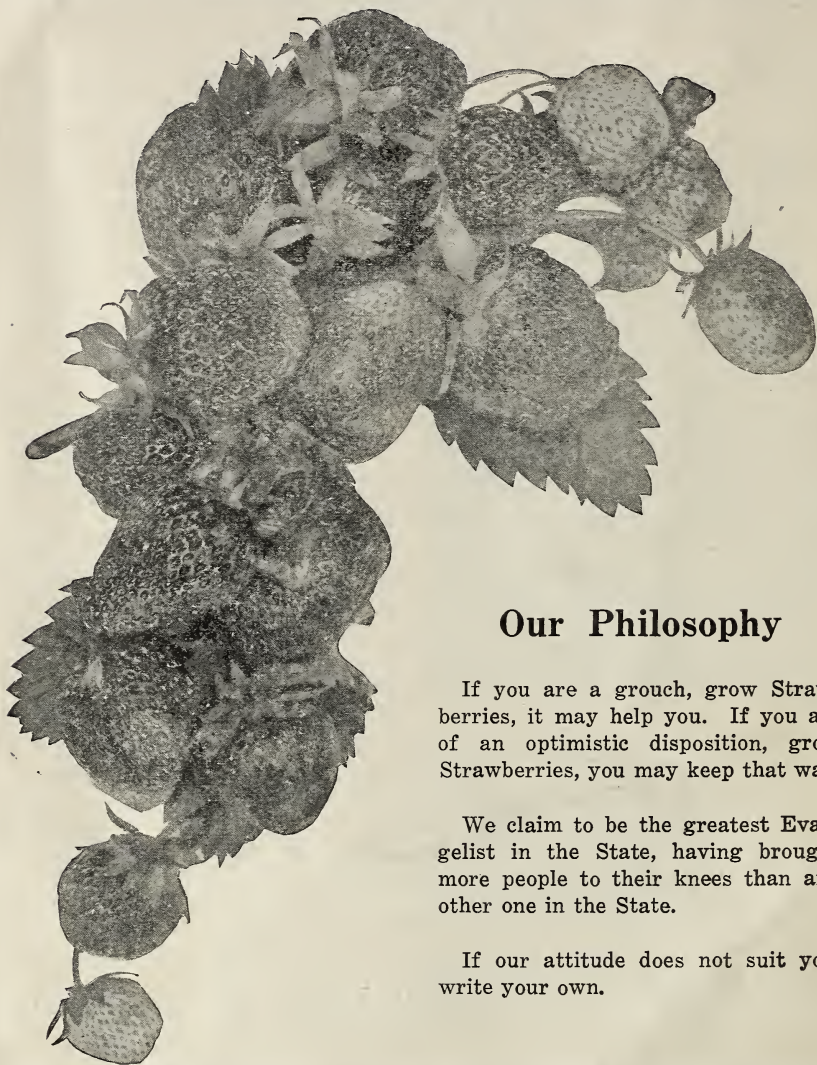 Our Philosophy
If you are a grouch, grow Straw
berries, it may help you. If you a
of an optimistic disposition, gro
Strawberries, you may keep that wa
We claim to be the greatest Eva
gelist in the State, having broug
more people to their knees than a
other one in the State.
If our attitude does not suit yo
write your own.